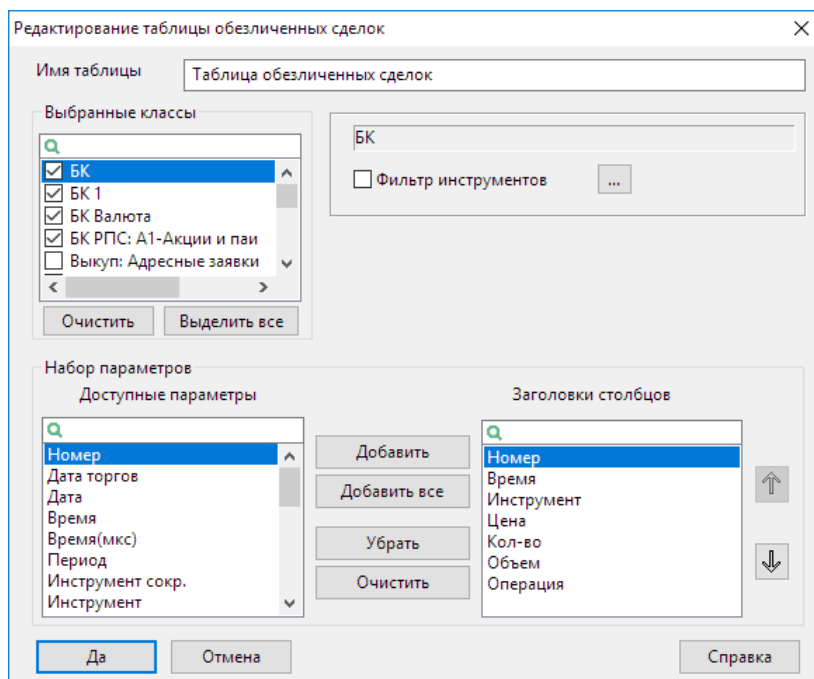 Редактирование таблицы обезличенных сделок
Имя таблицы
Таблица обезличенных сделок
Выбранные классы
БК
БК 1
БК Валюта
БК РПС: А1-Акции и паи
Выкуп: Адресные заявки
Очистить
Выделить все
БК
Фильтр инструментов
...
Набор параметров
Доступные параметры
Номер
Дата торгов
Дата
Время
Время(мкс)
Период
Инструмент сокр.
Инструмент
Добавить
Добавить все
Убрать
Очистить
Заголовки столбцов
Номер
Время
Инструмент
Цена
Кол-во
Объем
Операция
Да
Отмена
Справка